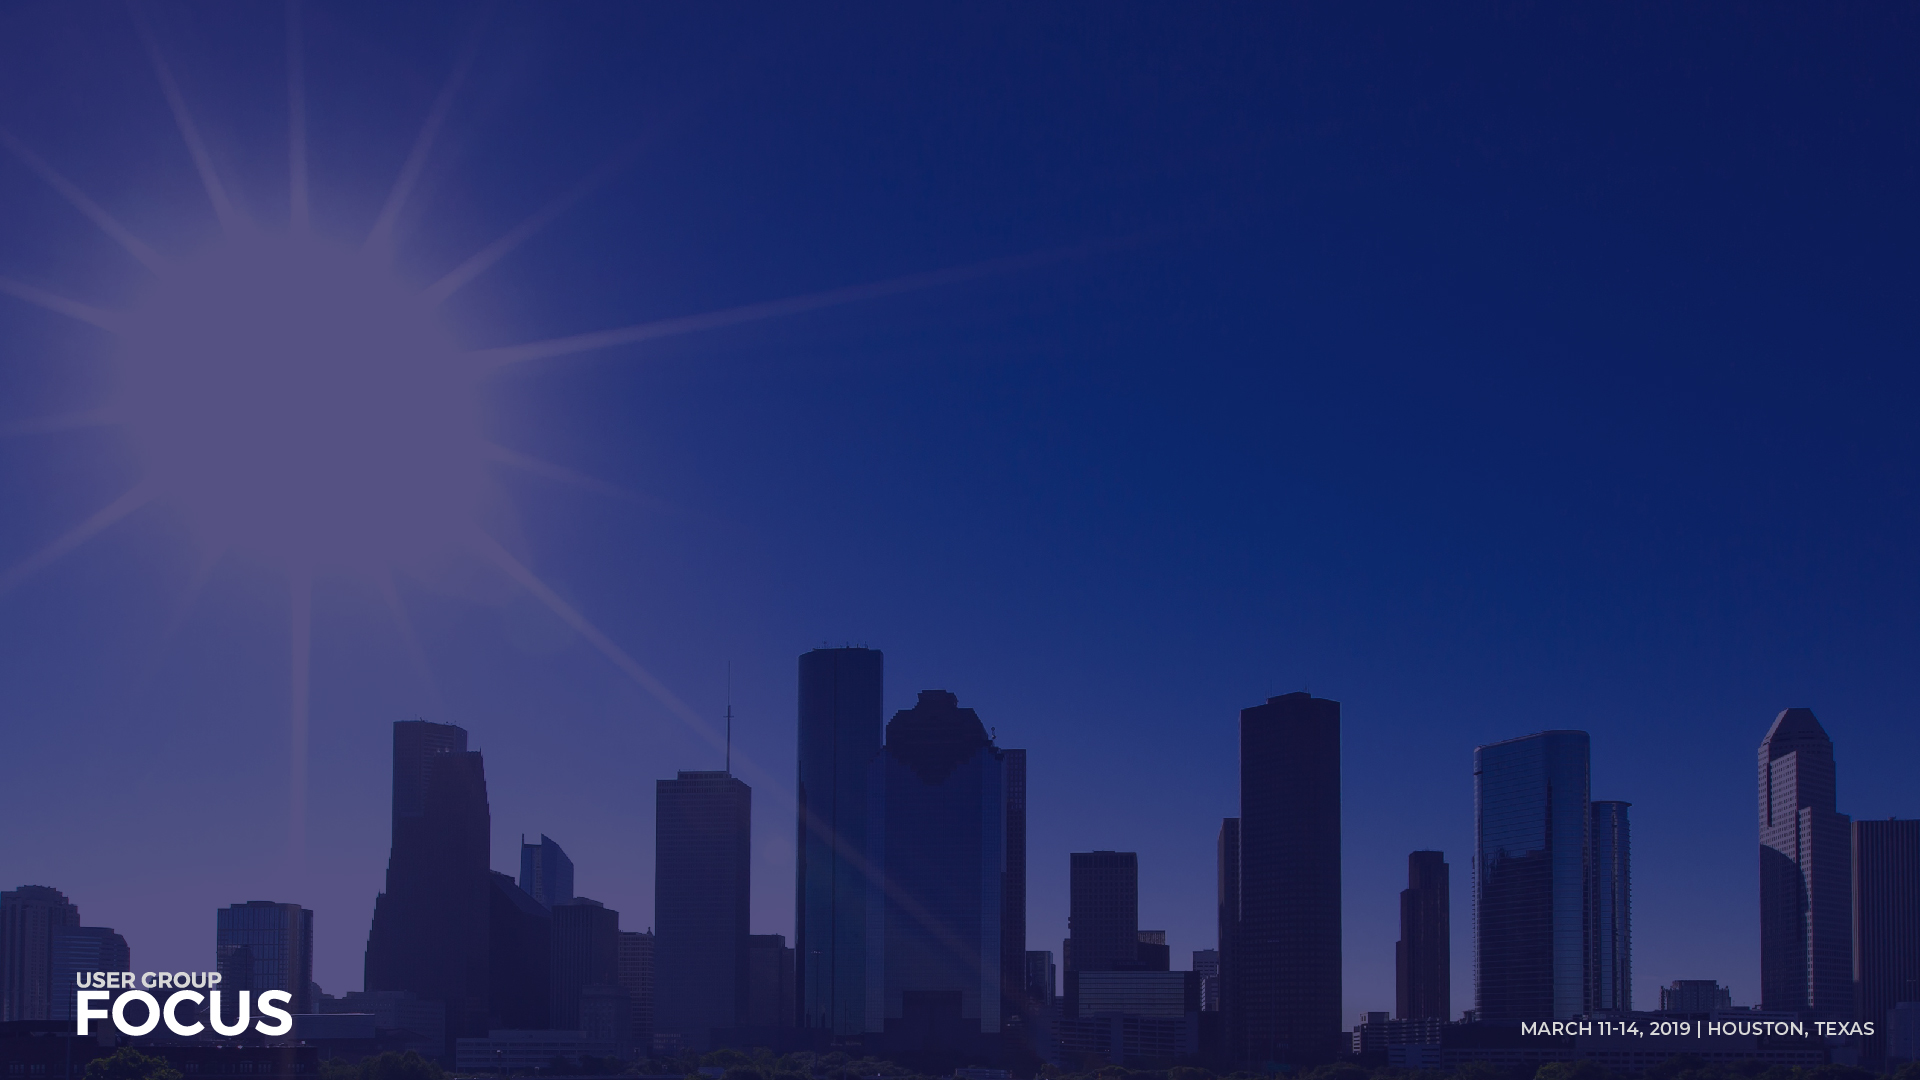 USER GROUP
FOCUS
MARCH 11-14, 2019 | HOUSTON, TEXAS